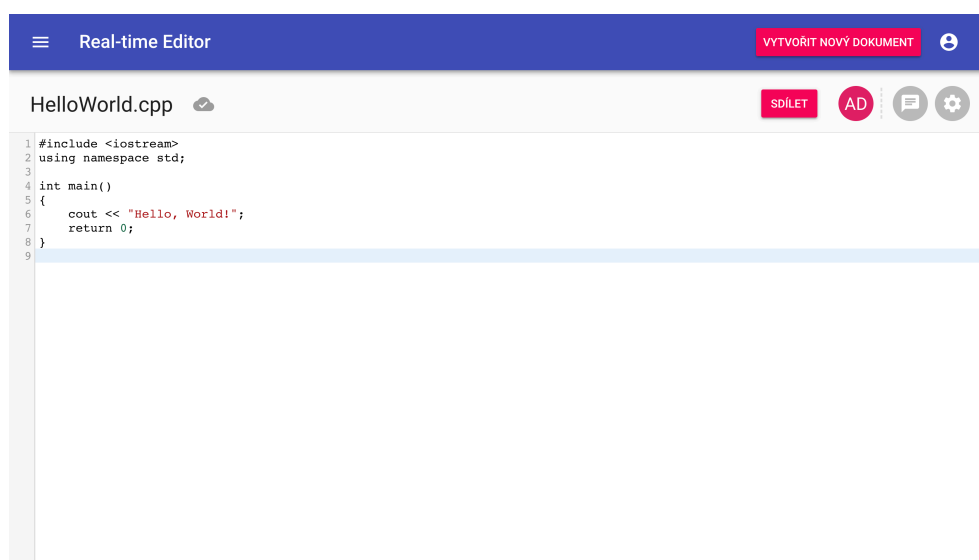 Real-time Editor VYTVOŘIT NOVÝ DOKUMENT
HelloWorld.cpp SDÍLET AD
1 #include <iostream>
2 using namespace std;
3
4 int main()
5 {
6     cout << "Hello, World!";
7     return 0;
8 }
9